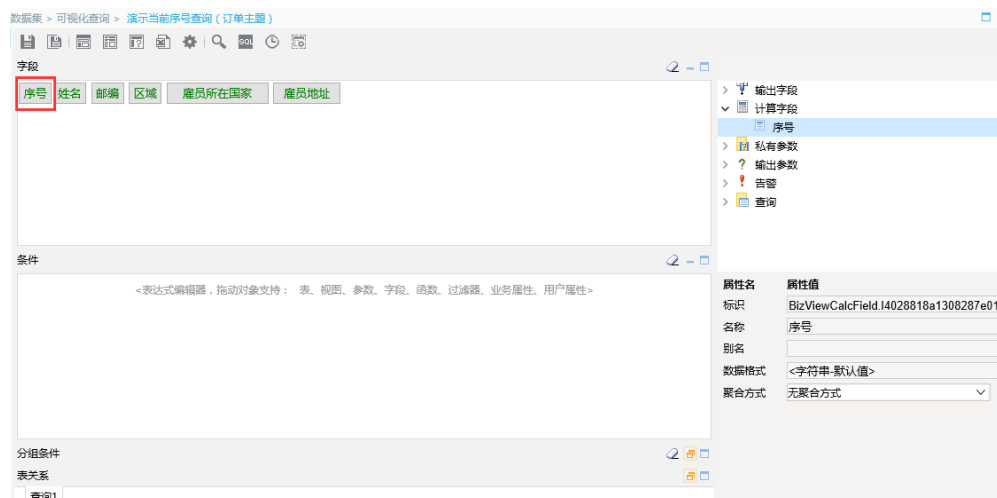 数据集 > 可视化查询 > 演示当前序号查询 ( 订单主题 )
SQL
字段
序号 姓名 邮编 区域 雇员所在国家 雇员地址
输出字段
计算字段
序号
私有参数
输出参数
告警
查询
条件
<表达式编辑器，拖动对象支持： 表、视图、参数、字段、函数、过滤器、业务属性、用户属性>
属性名 属性值
标识 BizViewCalcField.I4028818a1308287e01
名称 序号
别名
数据格式 <字符串-默认值>
聚合方式 无聚合方式
分组条件
表关系
查询1